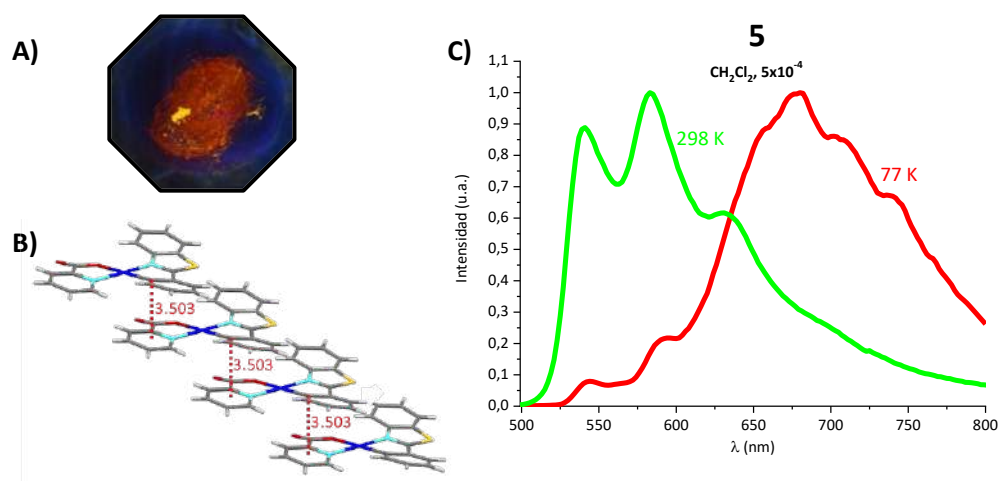 A)
B)
3.503
3.503
3.503
C)
5
CH₂Cl₂, 5x10⁻⁴
1,1
1,0
0,9
0,8
0,7
0,6
0,5
0,4
0,3
0,2
0,1
0,0
Intensidad (u.a.)
298 K
77 K
500 550 600 650 700 750 800
λ (nm)